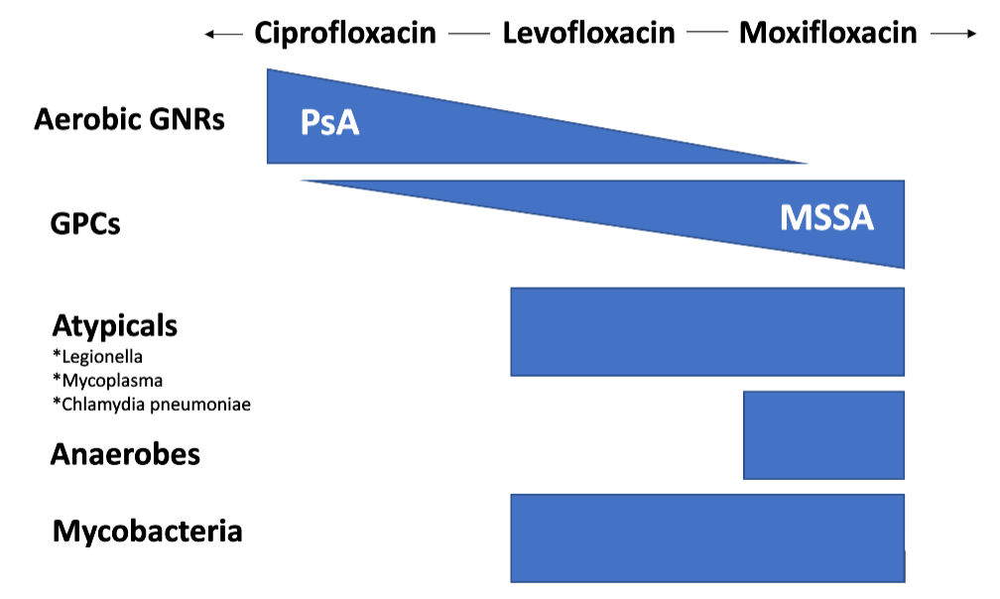 Ciprofloxacin Levofloxacin Moxifloxacin
Aerobic GNRs
PsA
GPCs
MSSA
Atypicals
*Legionella
*Mycoplasma
*Chlamydia pneumoniae
Anaerobes
Mycobacteria